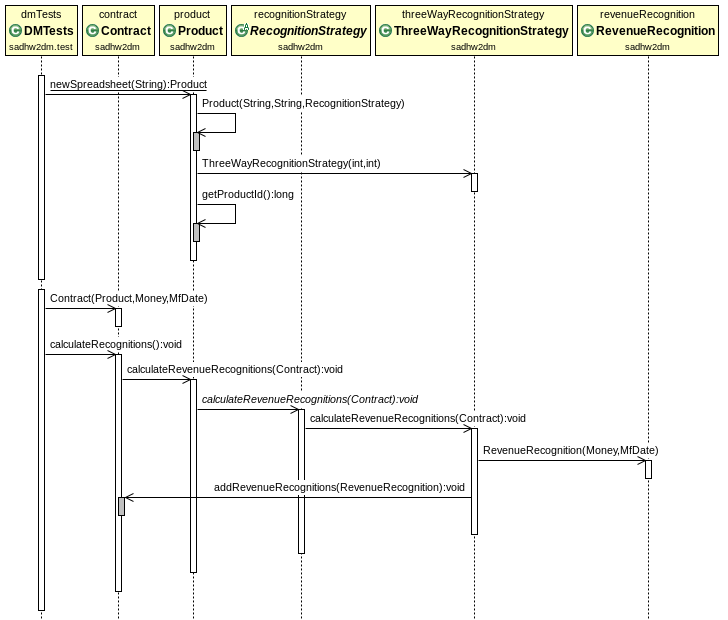 dmTests
DMTests
sadhw2dm.test
contract
Contract
sadhw2dm
product
Product
sadhw2dm
recognitionStrategy
RecognitionStrategy
sadhw2dm
threeWayRecognitionStrategy
ThreeWayRecognitionStrategy
sadhw2dm
revenueRecognition
RevenueRecognition
sadhw2dm
newSpreadsheet(String):Product
Product(String,String,RecognitionStrategy)
ThreeWayRecognitionStrategy(int,int)
getProductId():long
Contract(Product,Money,MfDate)
calculateRecognitions():void
calculateRevenueRecognitions(Contract):void
calculateRevenueRecognitions(Contract):void
calculateRevenueRecognitions(Contract):void
RevenueRecognition(Money,MfDate)
addRevenueRecognitions(RevenueRecognition):void